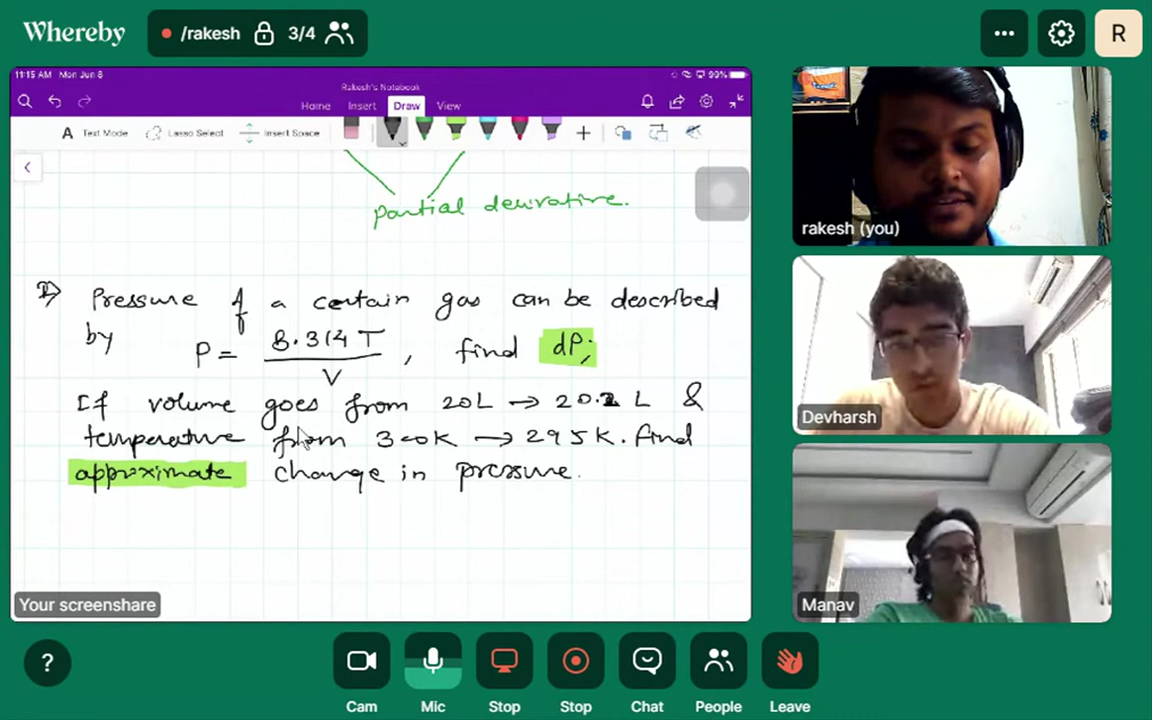 Whereby
/rakesh 3/4
R
11:15 AM Mon Jun 8
99%
Rakesh's Notebook
Home Insert Draw View
A Text Mode Lasso Select Insert Space
partial derivative.
Pressure of a certain gas can be described
by P = 8.314 T / V , find dP;
If volume goes from 20L → 20.2 L &
temperature from 300K → 295K. Find
approximate change in pressure.
Your screenshare
rakesh (you)
Devharsh
Manav
?
Cam Mic Stop Stop Chat People Leave